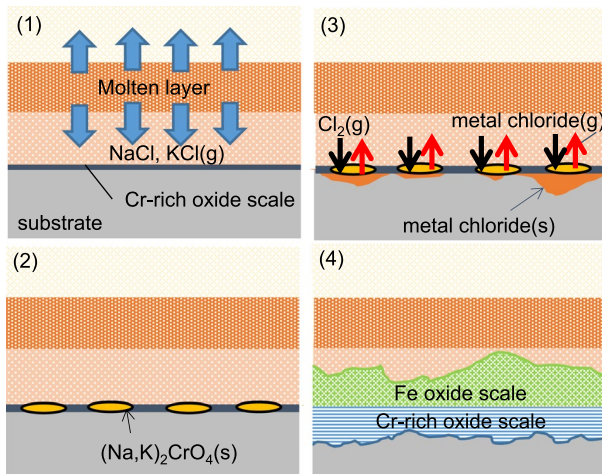 (1)
Molten layer
NaCl, KCl(g)
Cr-rich oxide scale
substrate
(2)
(Na,K)₂CrO₄(s)
(3)
Cl₂(g)
metal chloride(g)
metal chloride(s)
(4)
Fe oxide scale
Cr-rich oxide scale